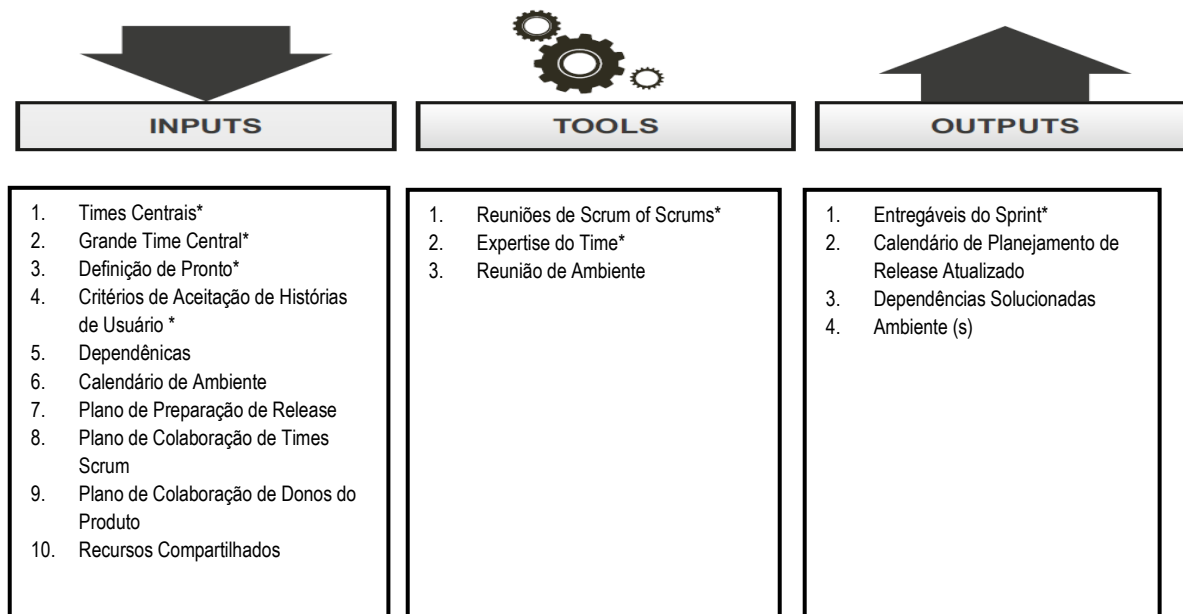 INPUTS
TOOLS
OUTPUTS
1. Times Centrais*
2. Grande Time Central*
3. Definição de Pronto*
4. Critérios de Aceitação de Histórias
de Usuário *
5. Dependênicas
6. Calendário de Ambiente
7. Plano de Preparação de Release
8. Plano de Colaboração de Times
Scrum
9. Plano de Colaboração de Donos do
Produto
10. Recursos Compartilhados
1. Reuniões de Scrum of Scrums*
2. Expertise do Time*
3. Reunião de Ambiente
1. Entregáveis do Sprint*
2. Calendário de Planejamento de
Release Atualizado
3. Dependências Solucionadas
4. Ambiente (s)